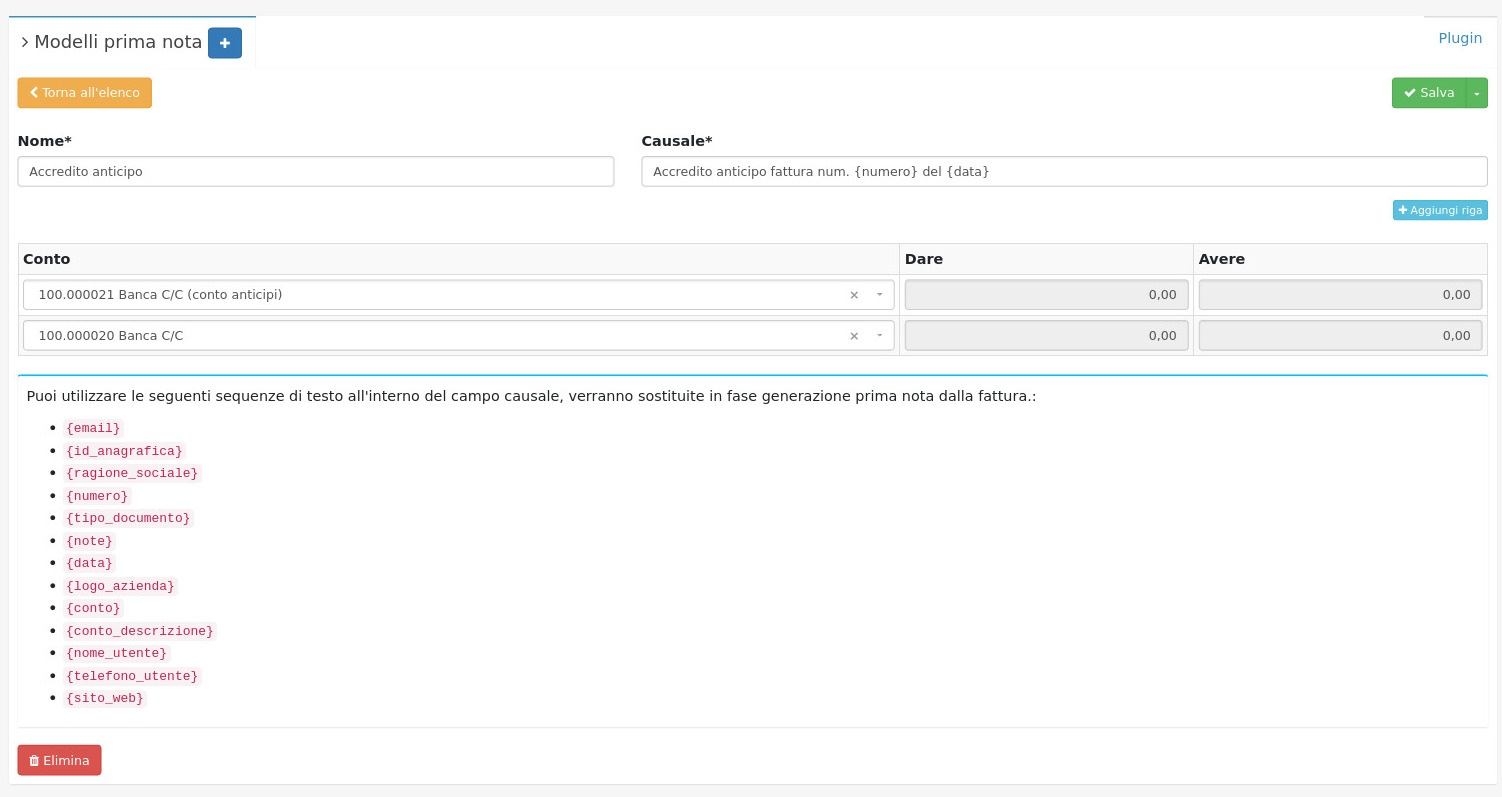 Modelli prima nota
Plugin
Torna all'elenco
Salva
Nome*
Causale*
Accredito anticipo
Accredito anticipo fattura num. {numero} del {data}
Aggiungi riga
Conto
Dare
Avere
100.000021 Banca C/C (conto anticipi)
0,00
0,00
100.000020 Banca C/C
0,00
0,00
Puoi utilizzare le seguenti sequenze di testo all'interno del campo causale, verranno sostituite in fase generazione prima nota dalla fattura.:
{email}
{id_anagrafica}
{ragione_sociale}
{numero}
{tipo_documento}
{note}
{data}
{logo_azienda}
{conto}
{conto_descrizione}
{nome_utente}
{telefono_utente}
{sito_web}
Elimina